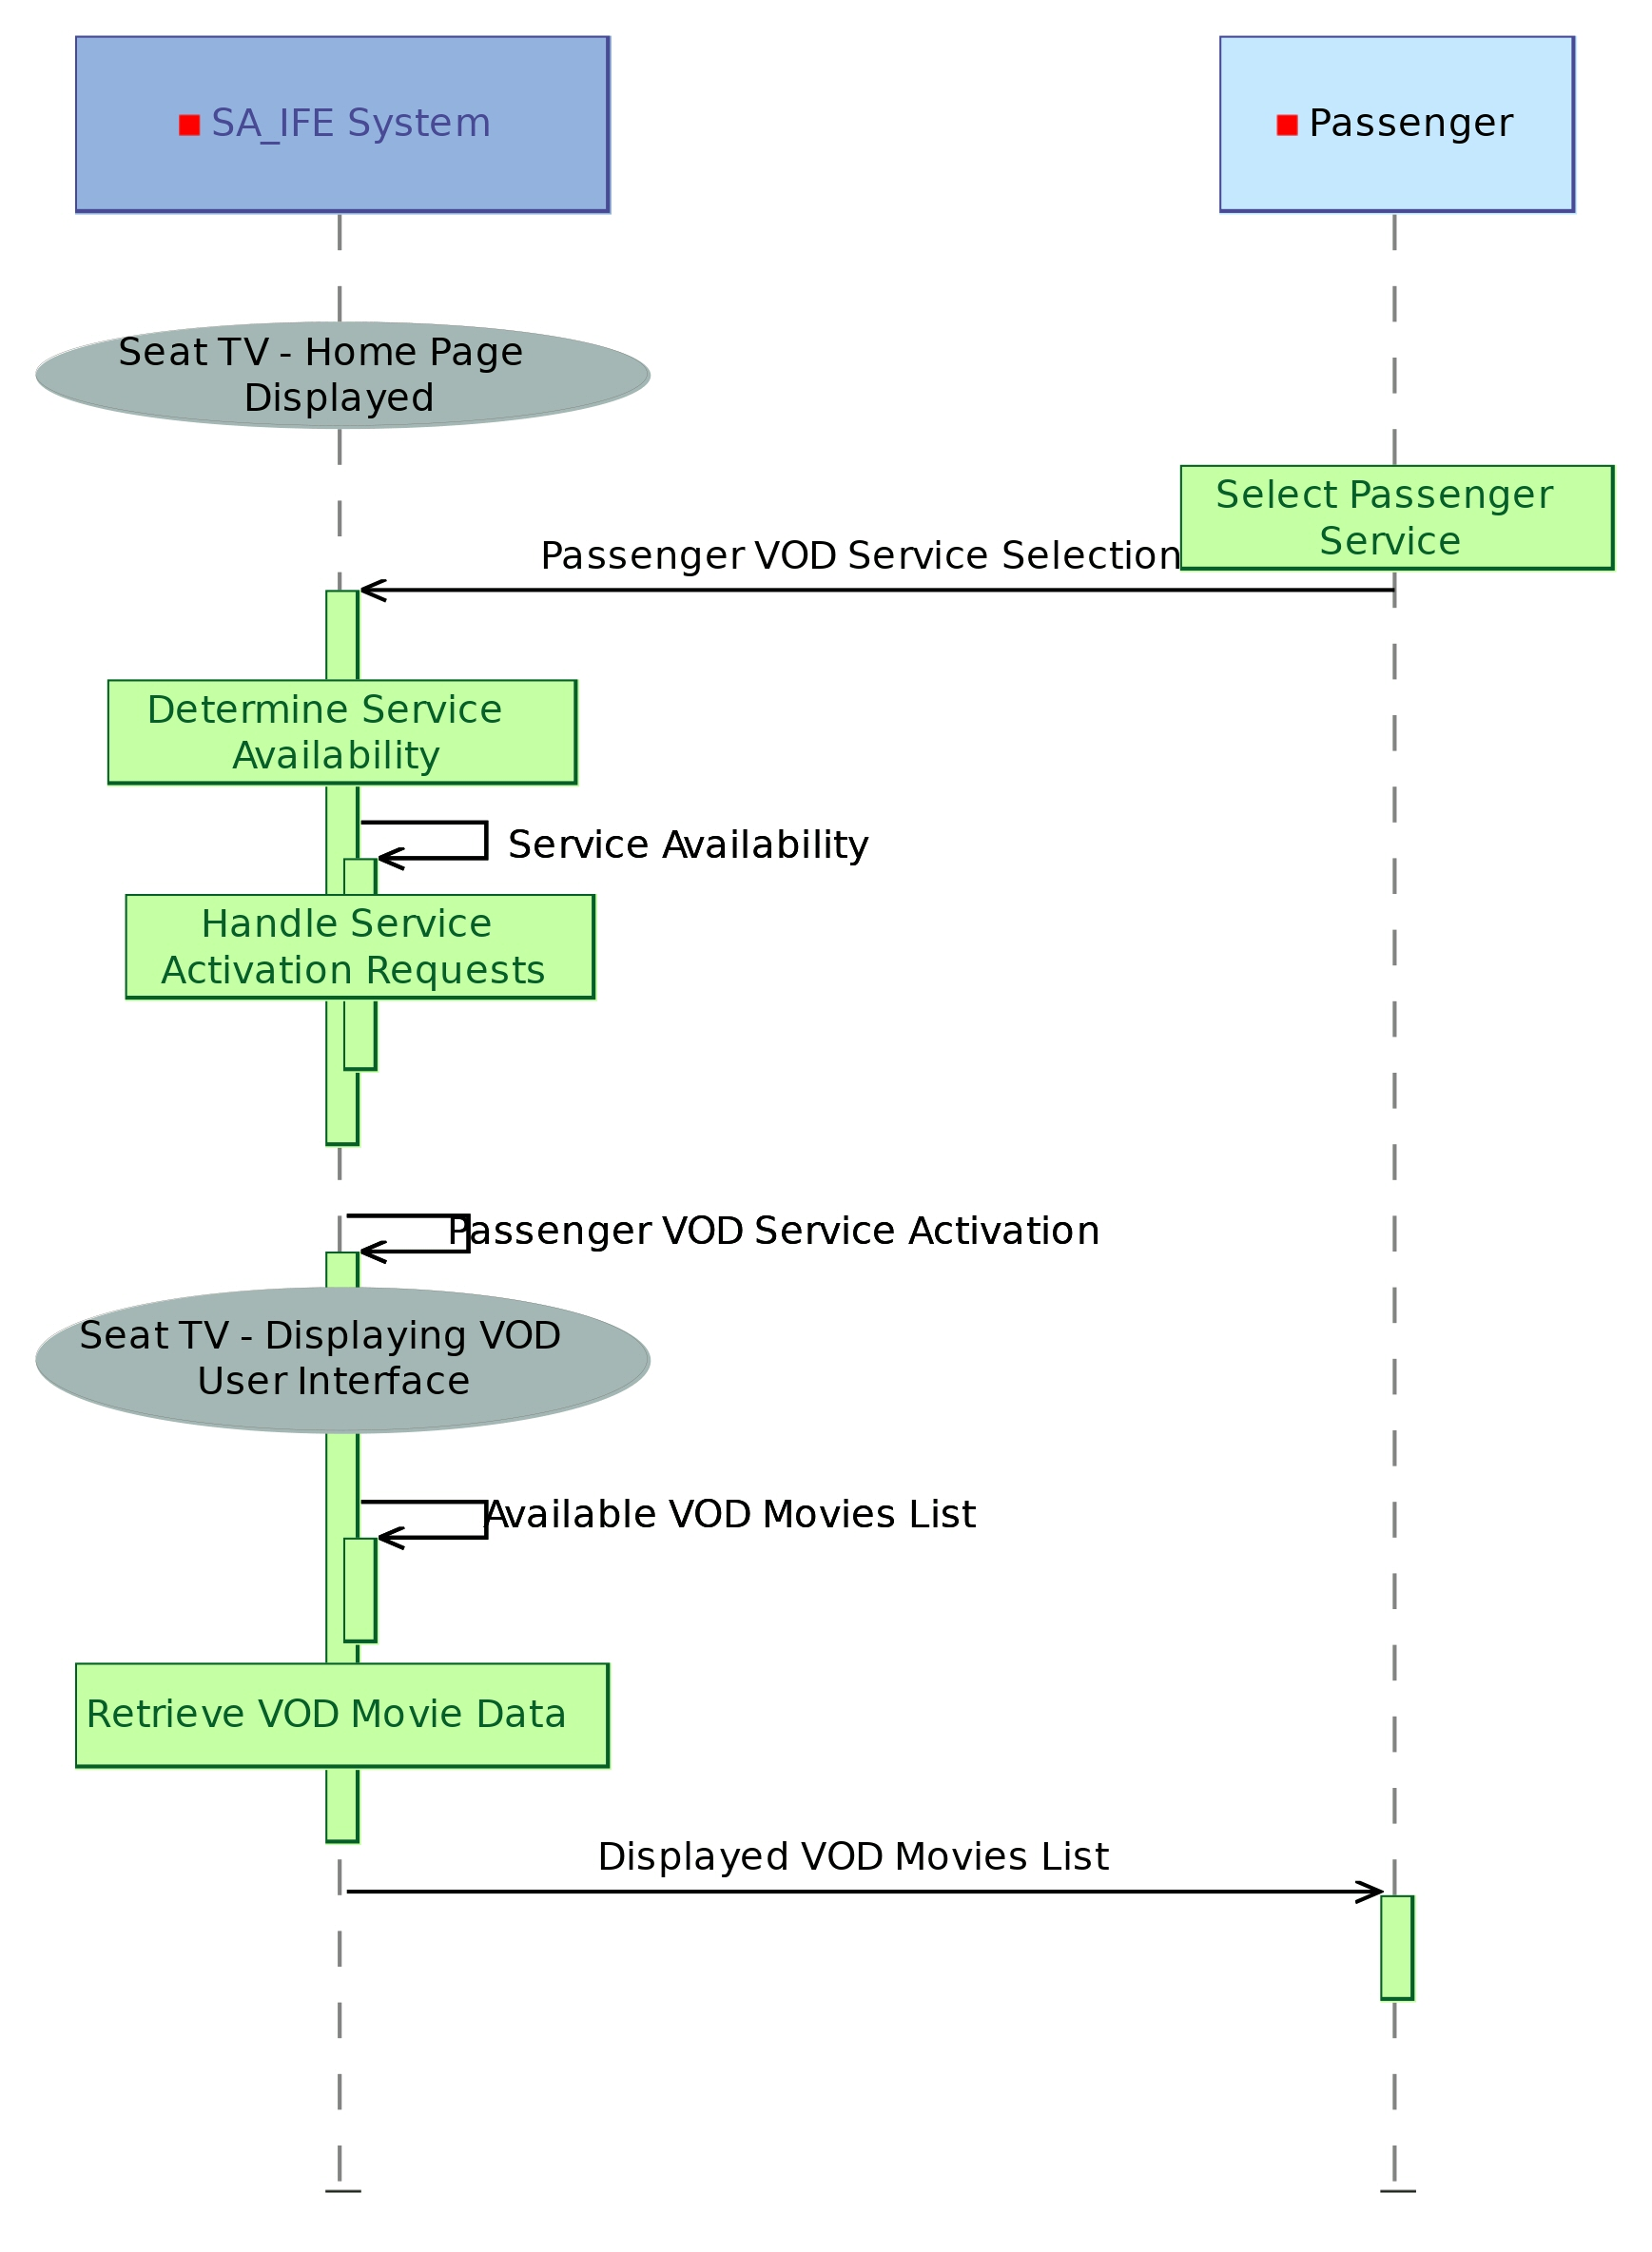 SA_IFE System
Passenger
Seat TV - Home Page
Displayed
Select Passenger
Service
Passenger VOD Service Selection
Determine Service
Availability
Service Availability
Handle Service
Activation Requests
Passenger VOD Service Activation
Seat TV - Displaying VOD
User Interface
Available VOD Movies List
Retrieve VOD Movie Data
Displayed VOD Movies List